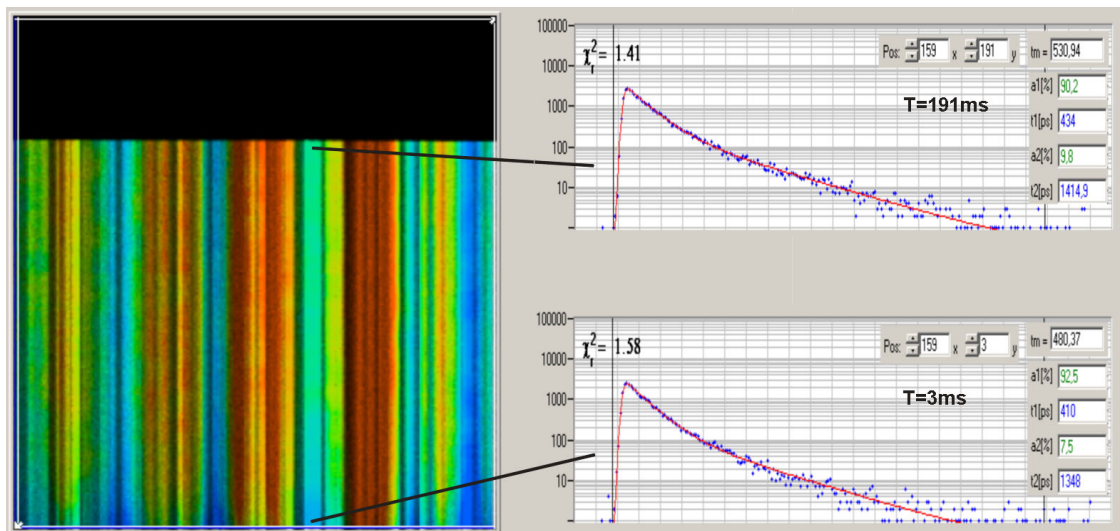 100000
10000
1000
100
10
χr2= 1.41
Pos: 159 x 191 y
tm = 530,94
a1[%] 90,2
t1[ps] 434
a2[%] 9,8
t2[ps] 1414,9
T=191ms
100000
10000
1000
100
10
χr2= 1.58
Pos: 159 x 3 y
tm = 480,37
a1[%] 92,5
t1[ps] 410
a2[%] 7,5
t2[ps] 1348
T=3ms